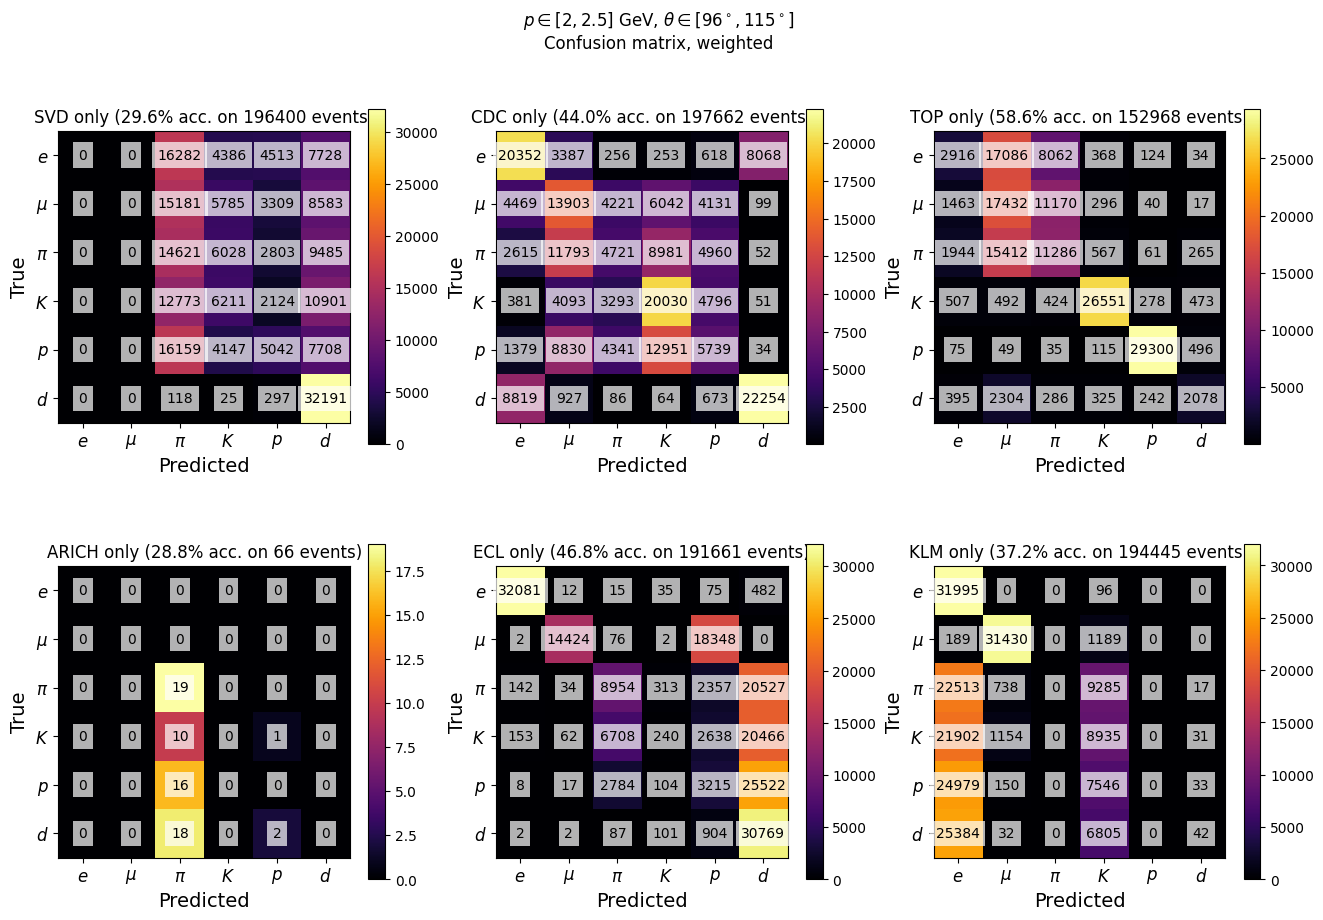 p ∈ [2, 2.5] GeV, θ ∈ [96°, 115°]
Confusion matrix, weighted
SVD only (29.6% acc. on 196400 events
True
e 0 0 16282 4386 4513 7728
μ 0 0 15181 5785 3309 8583
π 0 0 14621 6028 2803 9485
K 0 0 12773 6211 2124 10901
p 0 0 16159 4147 5042 7708
d 0 0 118 25 297 32191
e μ π K p d
Predicted
30000
25000
20000
15000
10000
5000
0
CDC only (44.0% acc. on 197662 events
True
e 20352 3387 256 253 618 8068
μ 4469 13903 4221 6042 4131 99
π 2615 11793 4721 8981 4960 52
K 381 4093 3293 20030 4796 51
p 1379 8830 4341 12951 5739 34
d 8819 927 86 64 673 22254
e μ π K p d
Predicted
20000
17500
15000
12500
10000
7500
5000
2500
TOP only (58.6% acc. on 152968 events
True
e 2916 17086 8062 368 124 34
μ 1463 17432 11170 296 40 17
π 1944 15412 11286 567 61 265
K 507 492 424 26551 278 473
p 75 49 35 115 29300 496
d 395 2304 286 325 242 2078
e μ π K p d
Predicted
25000
20000
15000
10000
5000
ARICH only (28.8% acc. on 66 events)
True
e 0 0 0 0 0 0
μ 0 0 0 0 0 0
π 0 0 19 0 0 0
K 0 0 10 0 1 0
p 0 0 16 0 0 0
d 0 0 18 0 2 0
e μ π K p d
Predicted
17.5
15.0
12.5
10.0
7.5
5.0
2.5
0.0
ECL only (46.8% acc. on 191661 events
True
e 32081 12 15 35 75 482
μ 2 14424 76 2 18348 0
π 142 34 8954 313 2357 20527
K 153 62 6708 240 2638 20466
p 8 17 2784 104 3215 25522
d 2 2 87 101 904 30769
e μ π K p d
Predicted
30000
25000
20000
15000
10000
5000
0
KLM only (37.2% acc. on 194445 events
True
e 31995 0 0 96 0 0
μ 189 31430 0 1189 0 0
π 22513 738 0 9285 0 17
K 21902 1154 0 8935 0 31
p 24979 150 0 7546 0 33
d 25384 32 0 6805 0 42
e μ π K p d
Predicted
30000
25000
20000
15000
10000
5000
0